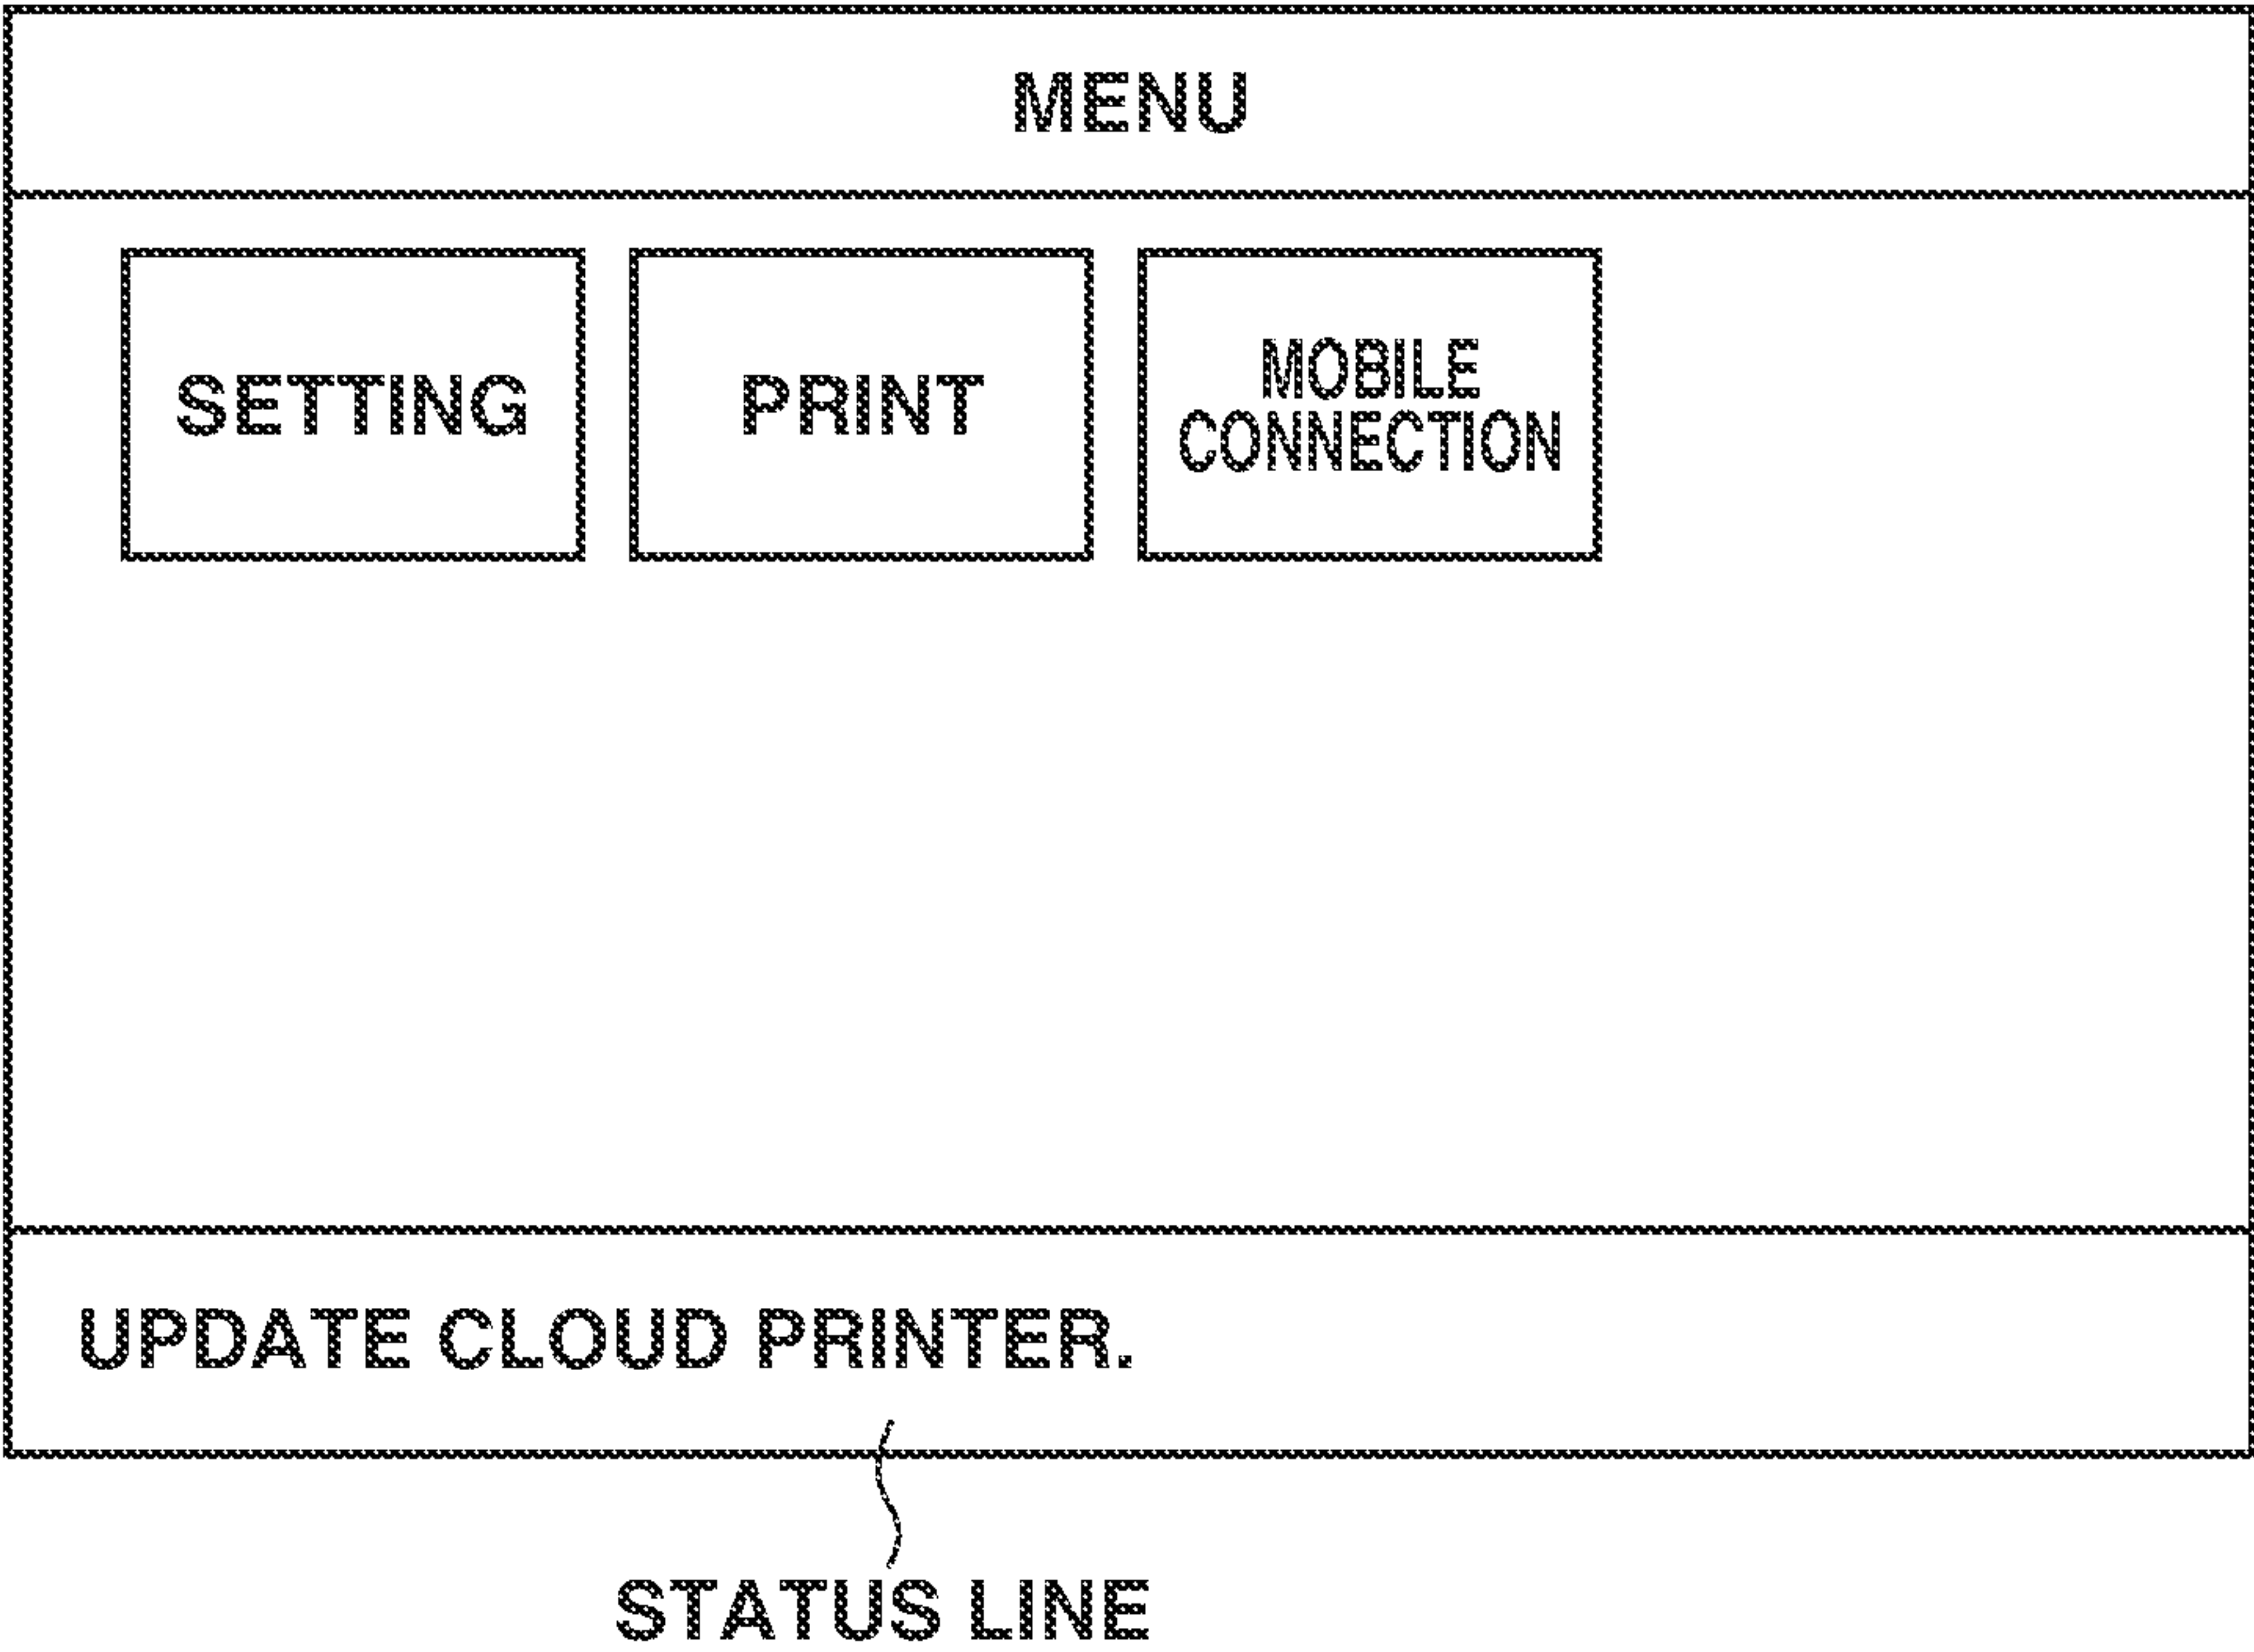 MENU
SETTING
PRINT
MOBILE
CONNECTION
UPDATE CLOUD PRINTER.
STATUS LINE